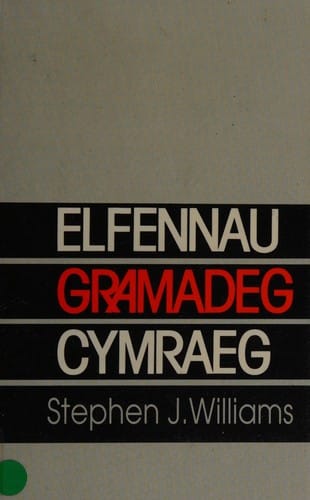 ELFENNAU
GRAMADEG
CYMRAEG
Stephen J. Williams